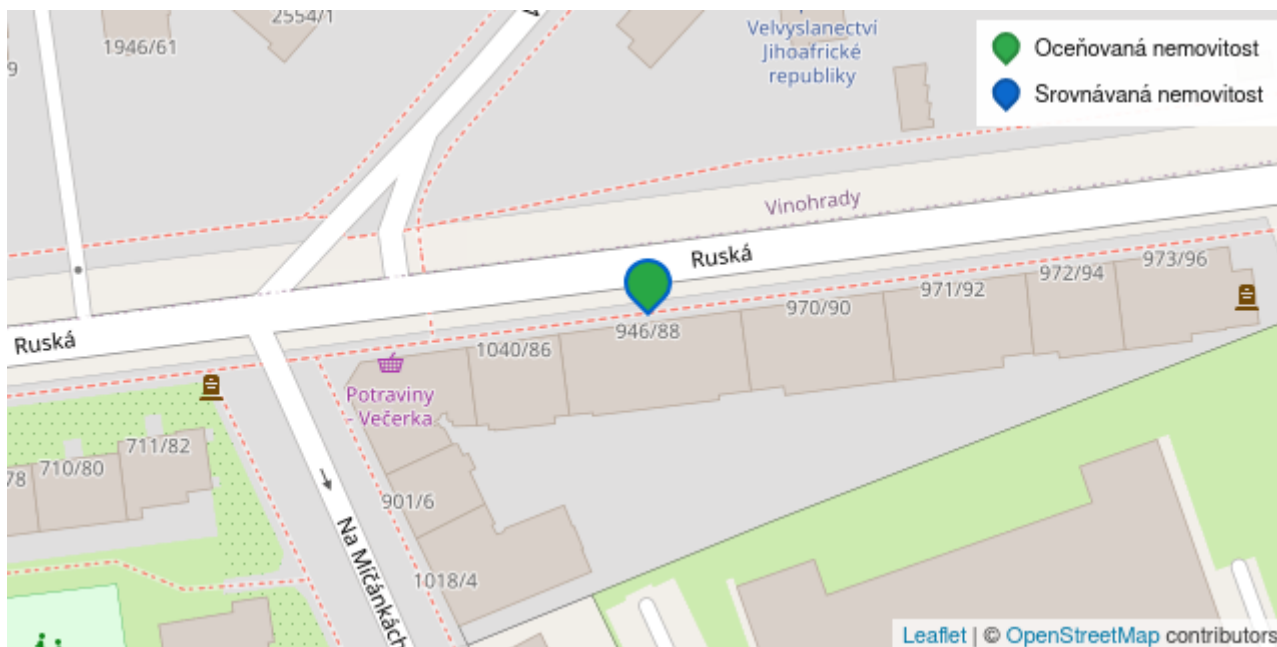 2554/1
1946/61
9
Velvyslanectví
Jihoafrické
republiky
Oceňovaná nemovitost
Srovnávaná nemovitost
Vinohrady
Ruská
973/96
972/94
971/92
970/90
946/88
Ruská
1040/86
Potraviny
- Večerka
711/82
710/80
78
901/6
Na Míčánkách
1018/4
Leaflet | © OpenStreetMap contributors